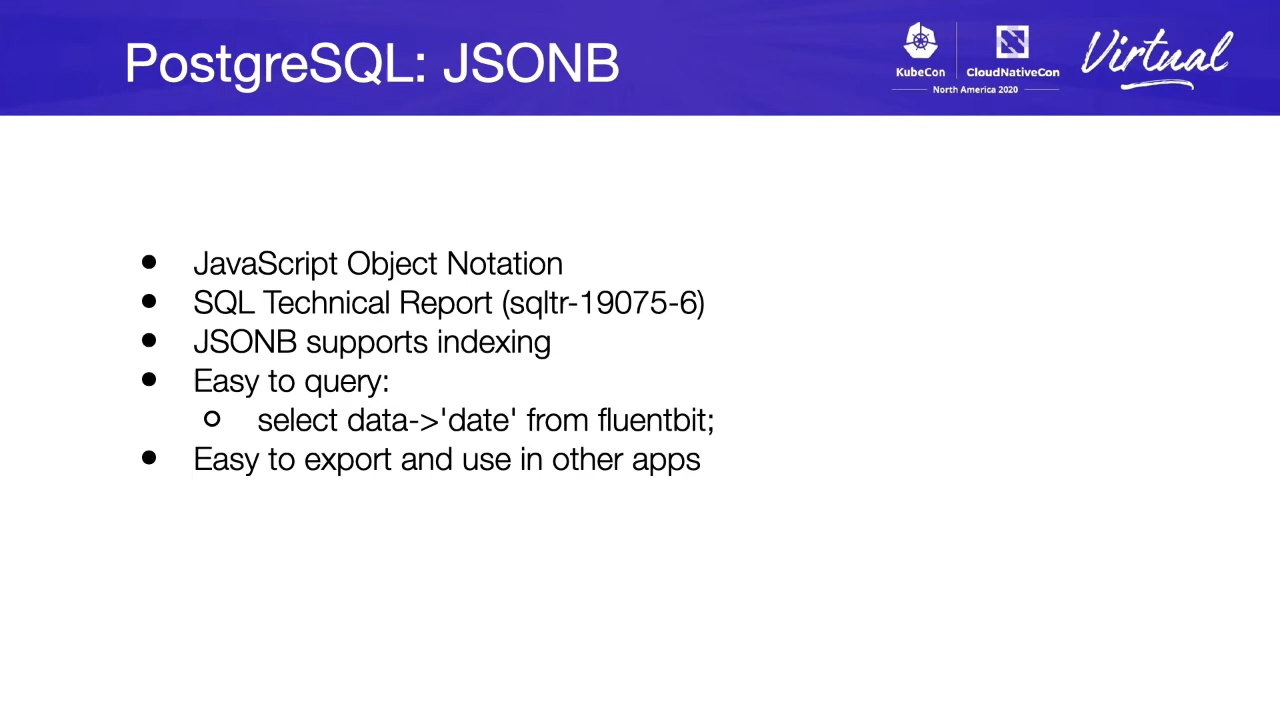 PostgreSQL: JSONB
KubeCon
CloudNativeCon
North America 2020
Virtual
● JavaScript Object Notation
● SQL Technical Report (sqltr-19075-6)
● JSONB supports indexing
● Easy to query:
○ select data->'date' from fluentbit;
● Easy to export and use in other apps